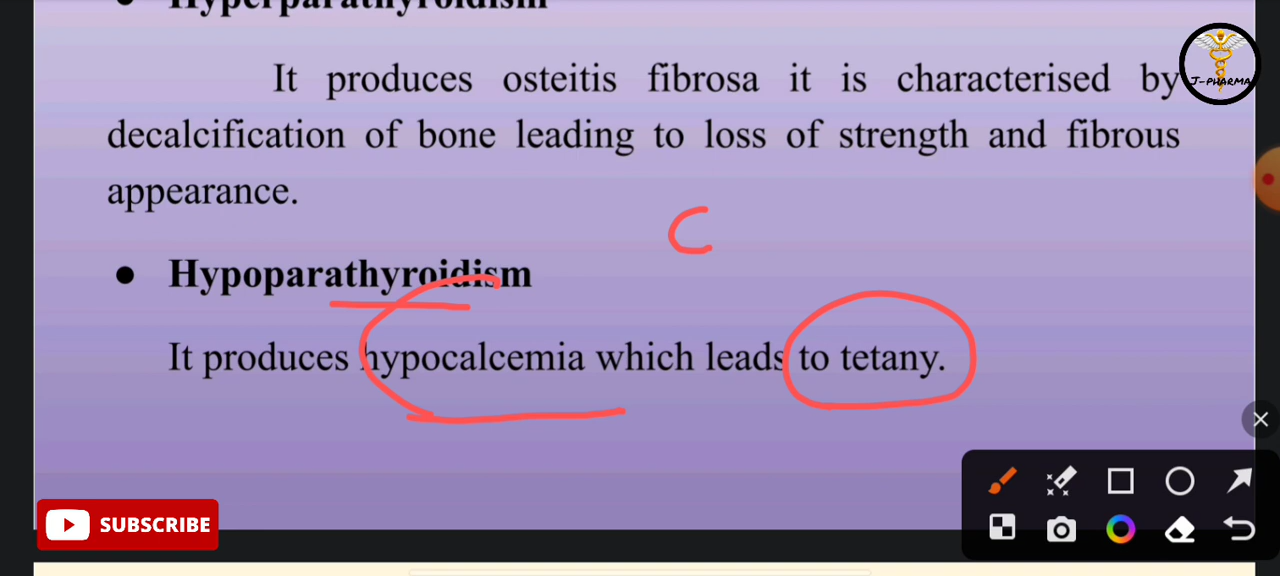 ● Hyperparathyroidism
It produces osteitis fibrosa it is characterised by
decalcification of bone leading to loss of strength and fibrous
appearance.
C
● Hypoparathyroidism
It produces hypocalcemia which leads to tetany.
J-PHARMA
SUBSCRIBE